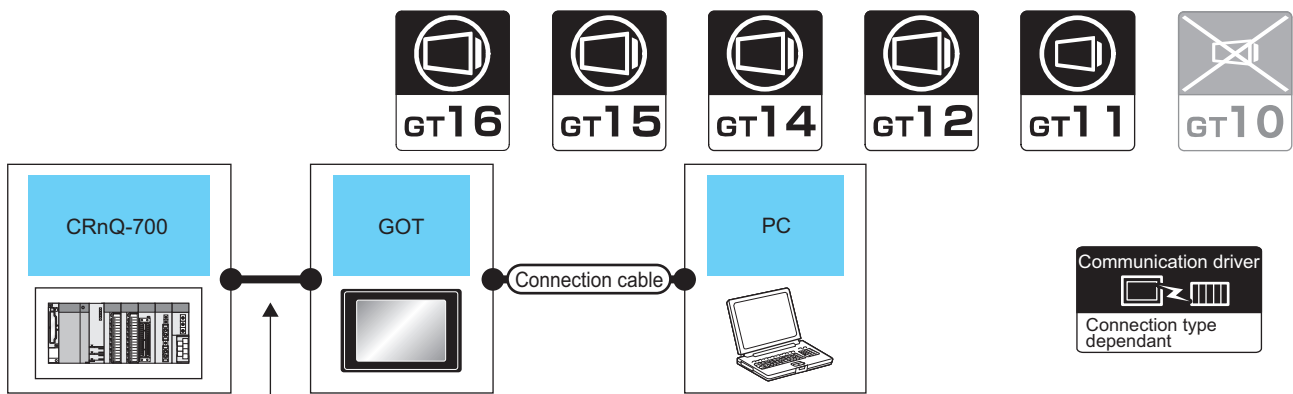 GT16
GT15
GT14
GT12
GT11
GT10
CRnQ-700
GOT
PC
Connection cable
Communication driver
Connection type
dependant